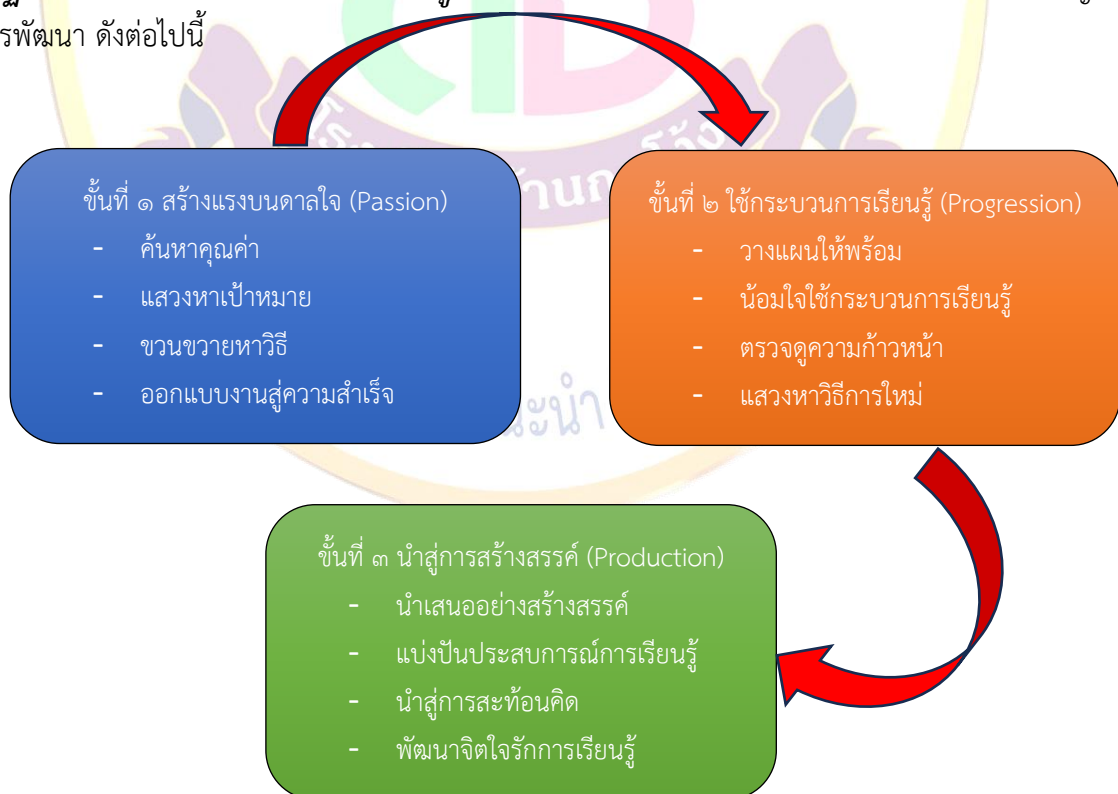 รพัฒนา ดังต่อไปนี้
ขั้นที่ ๑ สร้างแรงบนดาลใจ (Passion)
- ค้นหาคุณค่า
- แสวงหาเป้าหมาย
- ขวนขวายหาวิธี
- ออกแบบงานสู่ความสำเร็จ
ขั้นที่ ๒ ใช้กระบวนการเรียนรู้ (Progression)
- วางแผนให้พร้อม
- น้อมใจใช้กระบวนการเรียนรู้
- ตรวจดูความก้าวหน้า
- แสวงหาวิธีการใหม่
ขั้นที่ ๓ นำสู่การสร้างสรรค์ (Production)
- นำเสนออย่างสร้างสรรค์
- แบ่งปันประสบการณ์การเรียนรู้
- นำสู่การสะท้อนคิด
- พัฒนาจิตใจรักการเรียนรู้